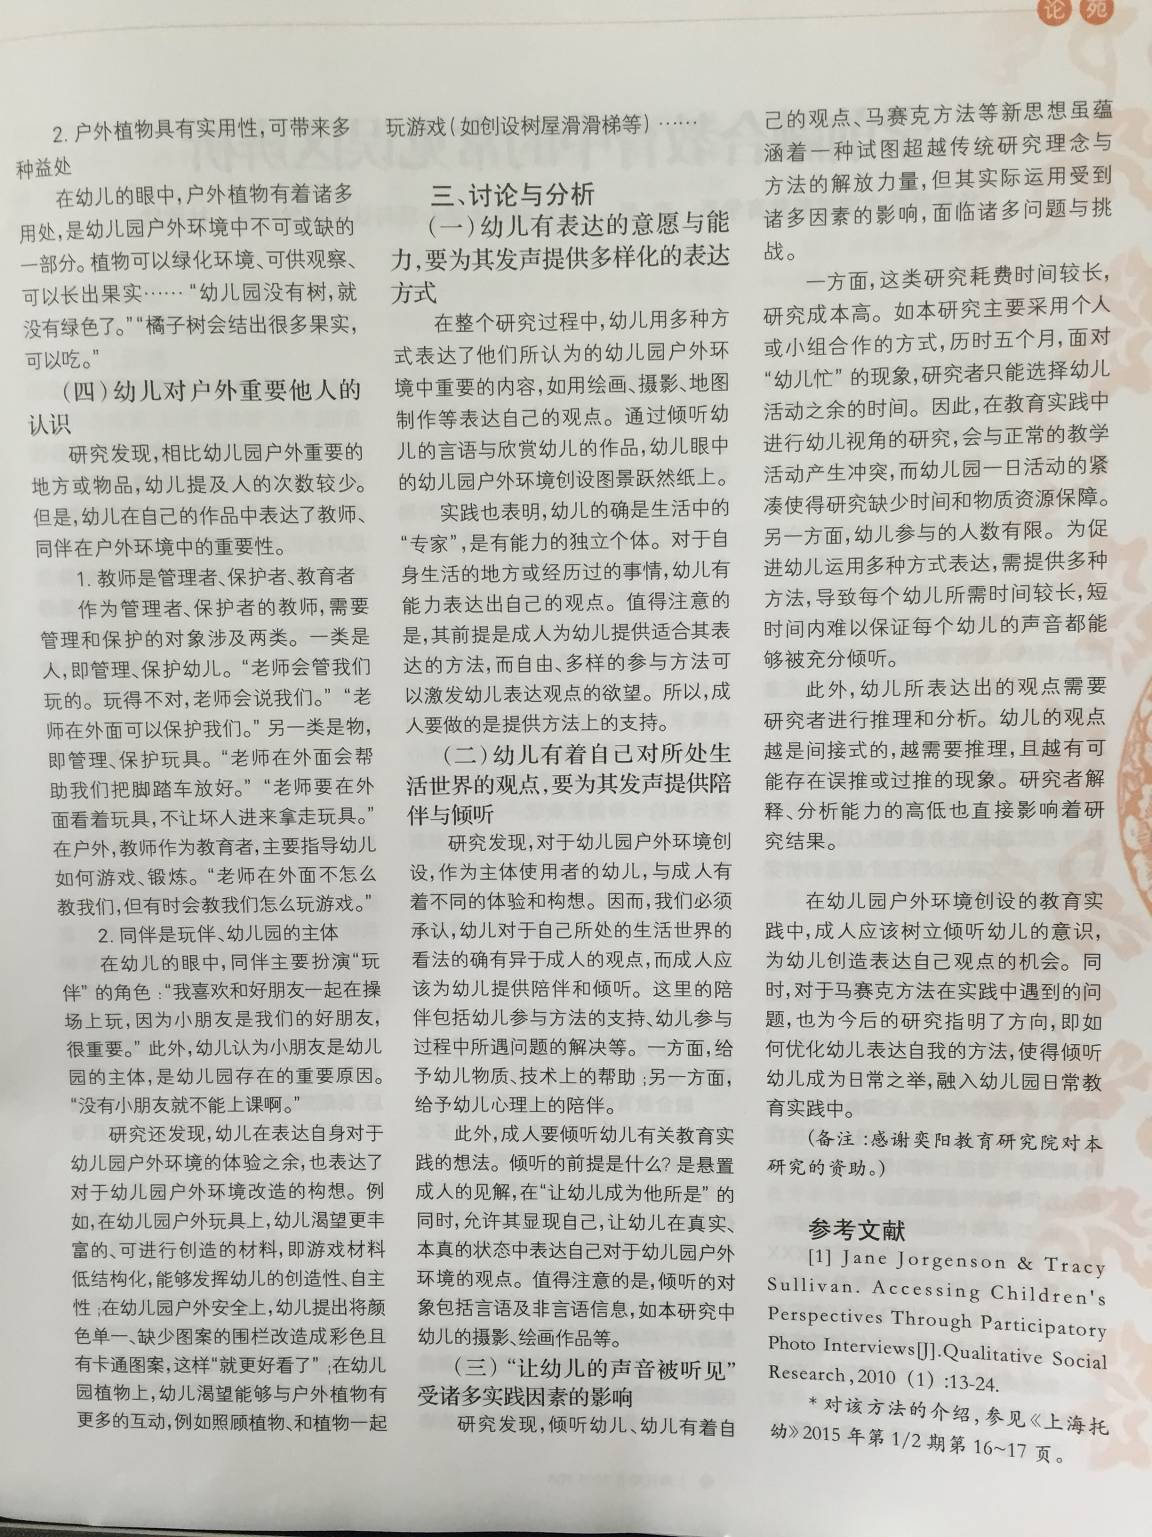 论苑
2. 户外植物具有实用性，可带来多
种益处
在幼儿的眼中，户外植物有着诸多
用处，是幼儿园户外环境中不可或缺的
一部分。植物可以绿化环境、可供观察、
可以长出果实……“幼儿园没有树，就
没有绿色了。”“橘子树会结出很多果实，
可以吃。”
（四）幼儿对户外重要他人的
认识
研究发现，相比幼儿园户外重要的
地方或物品，幼儿提及人的次数较少。
但是，幼儿在自己的作品中表达了教师、
同伴在户外环境中的重要性。
1. 教师是管理者、保护者、教育者
作为管理者、保护者的教师，需要
管理和保护的对象涉及两类。一类是
人，即管理、保护幼儿。“老师会管我们
玩的。玩得不对，老师会说我们。”“老
师在外面可以保护我们。”另一类是物，
即管理、保护玩具。“老师在外面会帮
助我们把脚踏车放好。”“老师要在外
面看着玩具，不让坏人进来拿走玩具。”
在户外，教师作为教育者，主要指导幼儿
如何游戏、锻炼。“老师在外面不怎么
教我们，但有时会教我们怎么玩游戏。”
2. 同伴是玩伴、幼儿园的主体
在幼儿的眼中，同伴主要扮演“玩
伴”的角色：“我喜欢和好朋友一起在操
场上玩，因为小朋友是我们的好朋友，
很重要。”此外，幼儿认为小朋友是幼儿
园的主体，是幼儿园存在的重要原因。
“没有小朋友就不能上课啊。”
研究还发现，幼儿在表达自身对于
幼儿园户外环境的体验之余，也表达了
对于幼儿园户外环境改造的构想。例
如，在幼儿园户外玩具上，幼儿渴望更丰
富的、可进行创造的材料，即游戏材料
低结构化，能够发挥幼儿的创造性、自主
性；在幼儿园户外安全上，幼儿提出将颜
色单一、缺少图案的围栏改造成彩色且
有卡通图案，这样“就更好看了”；在幼儿
园植物上，幼儿渴望能够与户外植物有
更多的互动，例如照顾植物、和植物一起
玩游戏（如创设树屋滑滑梯等）……
三、讨论与分析
（一）幼儿有表达的意愿与能
力，要为其发声提供多样化的表达
方式
在整个研究过程中，幼儿用多种方
式表达了他们所认为的幼儿园户外环
境中重要的内容，如用绘画、摄影、地图
制作等表达自己的观点。通过倾听幼
儿的言语与欣赏幼儿的作品，幼儿眼中
的幼儿园户外环境创设图景跃然纸上。
实践也表明，幼儿的确是生活中的
“专家”，是有能力的独立个体。对于自
身生活的地方或经历过的事情，幼儿有
能力表达出自己的观点。值得注意的
是，其前提是成人为幼儿提供适合其表
达的方法，而自由、多样的参与方法可
以激发幼儿表达观点的欲望。所以，成
人要做的是提供方法上的支持。
（二）幼儿有着自己对所处生
活世界的观点，要为其发声提供陪
伴与倾听
研究发现，对于幼儿园户外环境创
设，作为主体使用者的幼儿，与成人有
着不同的体验和构想。因而，我们必须
承认，幼儿对于自己所处的生活世界的
看法的确有异于成人的观点，而成人应
该为幼儿提供陪伴和倾听。这里的陪
伴包括幼儿参与方法的支持、幼儿参与
过程中所遇问题的解决等。一方面，给
予幼儿物质、技术上的帮助；另一方面，
给予幼儿心理上的陪伴。
此外，成人要倾听幼儿有关教育实
践的想法。倾听的前提是什么？是悬置
成人的见解，在“让幼儿成为他所是”的
同时，允许其显现自己，让幼儿在真实、
本真的状态中表达自己对于幼儿园户外
环境的观点。值得注意的是，倾听的对
象包括言语及非言语信息，如本研究中
幼儿的摄影、绘画作品等。
（三）“让幼儿的声音被听见”
受诸多实践因素的影响
研究发现，倾听幼儿、幼儿有着自
己的观点、马赛克方法等新思想虽蕴
涵着一种试图超越传统研究理念与
方法的解放力量，但其实际运用受到
诸多因素的影响，面临诸多问题与挑
战。
一方面，这类研究耗费时间较长，
研究成本高。如本研究主要采用个人
或小组合作的方式，历时五个月，面对
“幼儿忙”的现象，研究者只能选择幼儿
活动之余的时间。因此，在教育实践中
进行幼儿视角的研究，会与正常的教学
活动产生冲突，而幼儿园一日活动的紧
凑使得研究缺少时间和物质资源保障。
另一方面，幼儿参与的人数有限。为促
进幼儿运用多种方式表达，需提供多种
方法，导致每个幼儿所需时间较长，短
时间内难以保证每个幼儿的声音都能
够被充分倾听。
此外，幼儿所表达出的观点需要
研究者进行推理和分析。幼儿的观点
越是间接式的，越需要推理，且越有可
能存在误推或过推的现象。研究者解
释、分析能力的高低也直接影响着研
究结果。
在幼儿园户外环境创设的教育实
践中，成人应该树立倾听幼儿的意识，
为幼儿创造表达自己观点的机会。同
时，对于马赛克方法在实践中遇到的问
题，也为今后的研究指明了方向，即如
何优化幼儿表达自我的方法，使得倾听
幼儿成为日常之举，融入幼儿园日常教
育实践中。
（备注：感谢奕阳教育研究院对本
研究的资助。）
参考文献
[1] Jane Jorgenson & Tracy
Sullivan. Accessing Children's
Perspectives Through Participatory
Photo Interviews[J].Qualitative Social
Research,2010（1）:13-24.
*对该方法的介绍，参见《上海托
幼》2015 年第 1/2 期第 16~17 页。